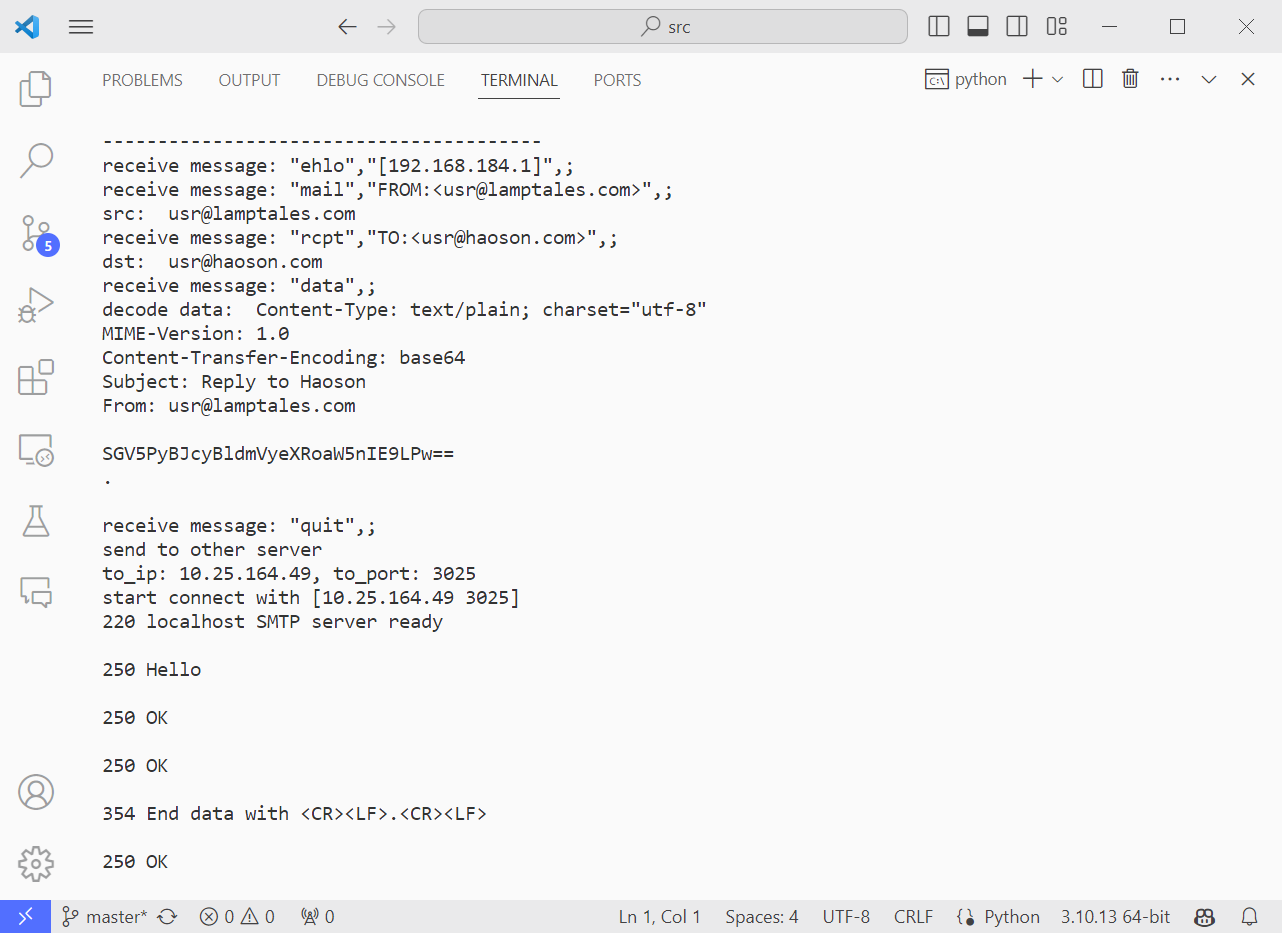 src
PROBLEMS OUTPUT DEBUG CONSOLE TERMINAL PORTS python
----------------------------------------
receive message: "ehlo","[192.168.184.1]",;
receive message: "mail","FROM:<usr@lamptales.com>",;
src:  usr@lamptales.com
receive message: "rcpt","TO:<usr@haoson.com>",;
dst:  usr@haoson.com
receive message: "data",;
decode data:  Content-Type: text/plain; charset="utf-8"
MIME-Version: 1.0
Content-Transfer-Encoding: base64
Subject: Reply to Haoson
From: usr@lamptales.com
SGV5PyBJcyBldmVyeXRoaW5nIE9LPw==
.
receive message: "quit",;
send to other server
to_ip: 10.25.164.49, to_port: 3025
start connect with [10.25.164.49 3025]
220 localhost SMTP server ready
250 Hello
250 OK
250 OK
354 End data with <CR><LF>.<CR><LF>
250 OK
5
master* 0 0 0 Ln 1, Col 1 Spaces: 4 UTF-8 CRLF Python 3.10.13 64-bit